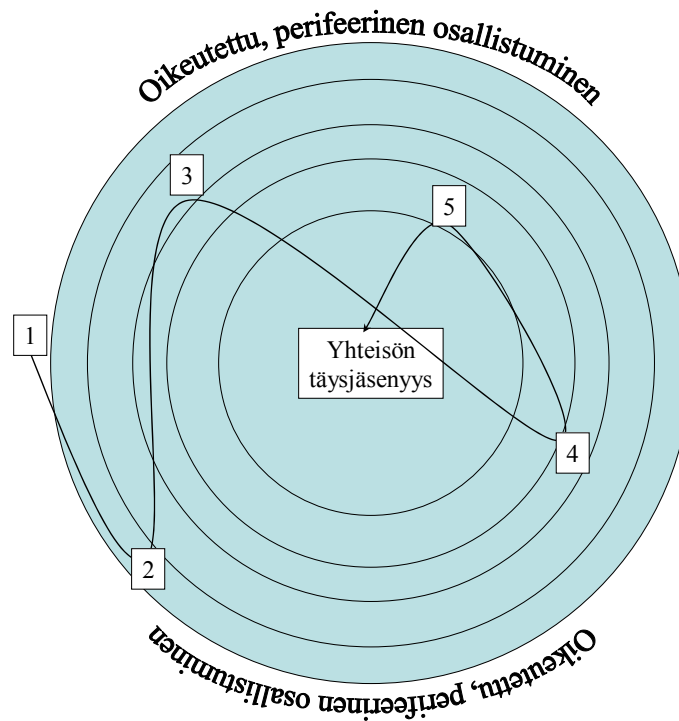 Oikeutettu, perifeerinen osallistuminen
3
5
1
Yhteisön
täysjäsenyys
4
2
Oikeutettu, perifeerinen osallistuminen